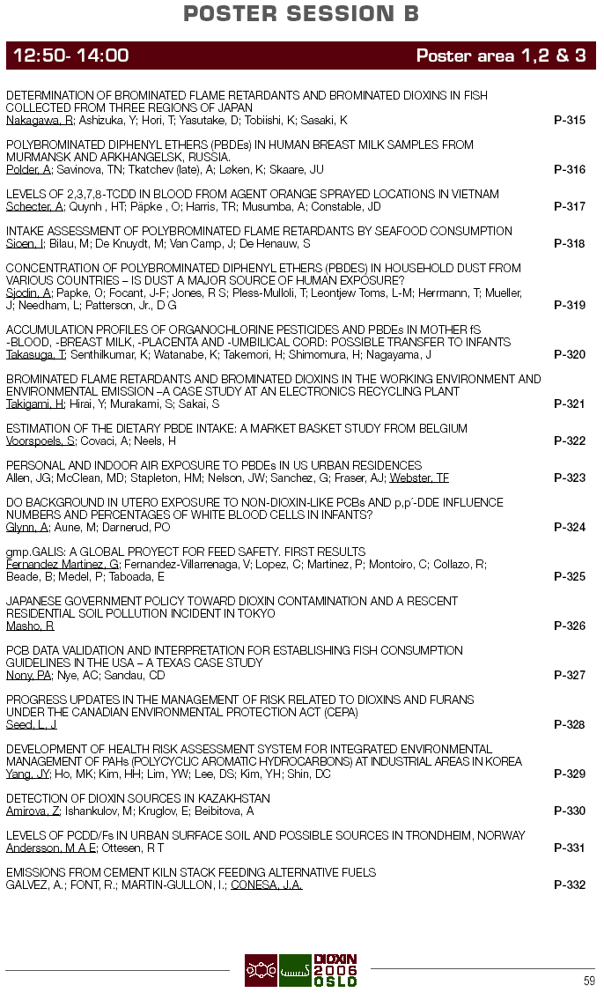 POSTER SESSION B
12:50- 14:00 Poster area 1,2 & 3
DETERMINATION OF BROMINATED FLAME RETARDANTS AND BROMINATED DIOXINS IN FISH
COLLECTED FROM THREE REGIONS OF JAPAN
Nakagawa, R; Ashizuka, Y; Hori, T; Yasutake, D; Tobiishi, K; Sasaki, K P-315
POLYBROMINATED DIPHENYL ETHERS (PBDEs) IN HUMAN BREAST MILK SAMPLES FROM
MURMANSK AND ARKHANGELSK, RUSSIA.
Polder, A; Savinova, TN; Tkatchev (late), A; Løken, K; Skaare, JU P-316
LEVELS OF 2,3,7,8-TCDD IN BLOOD FROM AGENT ORANGE SPRAYED LOCATIONS IN VIETNAM
Schecter, A; Quynh , HT; Päpke , O; Harris, TR; Musumba, A; Constable, JD P-317
INTAKE ASSESSMENT OF POLYBROMINATED FLAME RETARDANTS BY SEAFOOD CONSUMPTION
Sioen, I; Bilau, M; De Knuydt, M; Van Camp, J; De Henauw, S P-318
CONCENTRATION OF POLYBROMINATED DIPHENYL ETHERS (PBDES) IN HOUSEHOLD DUST FROM
VARIOUS COUNTRIES – IS DUST A MAJOR SOURCE OF HUMAN EXPOSURE?
Sjodin, A; Papke, O; Focant, J-F; Jones, R S; Pless-Mulloli, T; Leontjew Toms, L-M; Herrmann, T; Mueller,
J; Needham, L; Patterson, Jr., D G P-319
ACCUMULATION PROFILES OF ORGANOCHLORINE PESTICIDES AND PBDEs IN MOTHER fS
-BLOOD, -BREAST MILK, -PLACENTA AND -UMBILICAL CORD: POSSIBLE TRANSFER TO INFANTS
Takasuga, T; Senthilkumar, K; Watanabe, K; Takemori, H; Shimomura, H; Nagayama, J P-320
BROMINATED FLAME RETARDANTS AND BROMINATED DIOXINS IN THE WORKING ENVIRONMENT AND
ENVIRONMENTAL EMISSION –A CASE STUDY AT AN ELECTRONICS RECYCLING PLANT
Takigami, H; Hirai, Y; Murakami, S; Sakai, S P-321
ESTIMATION OF THE DIETARY PBDE INTAKE: A MARKET BASKET STUDY FROM BELGIUM
Voorspoels, S; Covaci, A; Neels, H P-322
PERSONAL AND INDOOR AIR EXPOSURE TO PBDEs IN US URBAN RESIDENCES
Allen, JG; McClean, MD; Stapleton, HM; Nelson, JW; Sanchez, G; Fraser, AJ; Webster, TF P-323
DO BACKGROUND IN UTERO EXPOSURE TO NON-DIOXIN-LIKE PCBs AND p,p´-DDE INFLUENCE
NUMBERS AND PERCENTAGES OF WHITE BLOOD CELLS IN INFANTS?
Glynn, A; Aune, M; Darnerud, PO P-324
gmp.GALIS: A GLOBAL PROYECT FOR FEED SAFETY. FIRST RESULTS
Fernandez Martinez, G; Fernandez-Villarrenaga, V; Lopez, C; Martinez, P; Montoiro, C; Collazo, R;
Beade, B; Medel, P; Taboada, E P-325
JAPANESE GOVERNMENT POLICY TOWARD DIOXIN CONTAMINATION AND A RESCENT
RESIDENTIAL SOIL POLLUTION INCIDENT IN TOKYO
Masho, R P-326
PCB DATA VALIDATION AND INTERPRETATION FOR ESTABLISHING FISH CONSUMPTION
GUIDELINES IN THE USA – A TEXAS CASE STUDY
Nony, PA; Nye, AC; Sandau, CD P-327
PROGRESS UPDATES IN THE MANAGEMENT OF RISK RELATED TO DIOXINS AND FURANS
UNDER THE CANADIAN ENVIRONMENTAL PROTECTION ACT (CEPA)
Seed, L, J P-328
DEVELOPMENT OF HEALTH RISK ASSESSMENT SYSTEM FOR INTEGRATED ENVIRONMENTAL
MANAGEMENT OF PAHs (POLYCYCLIC AROMATIC HYDROCARBONS) AT INDUSTRIAL AREAS IN KOREA
Yang, JY; Ho, MK; Kim, HH; Lim, YW; Lee, DS; Kim, YH; Shin, DC P-329
DETECTION OF DIOXIN SOURCES IN KAZAKHSTAN
Amirova, Z; Ishankulov, M; Kruglov, E; Beibitova, A P-330
LEVELS OF PCDD/Fs IN URBAN SURFACE SOIL AND POSSIBLE SOURCES IN TRONDHEIM, NORWAY
Andersson, M A E; Ottesen, R T P-331
EMISSIONS FROM CEMENT KILN STACK FEEDING ALTERNATIVE FUELS
GALVEZ, A.; FONT, R.; MARTIN-GULLON, I.; CONESA, J.A. P-332
DIOXIN
2006
OSLO
59